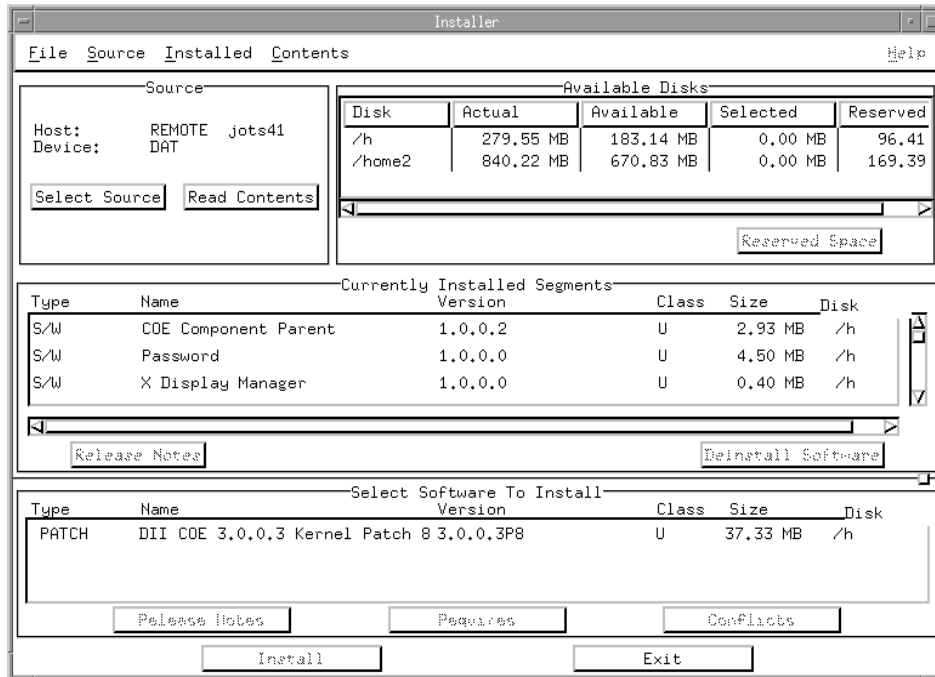 Installer
File Source Installed Contents Help
Source
Host: REMOTE jots41
Device: DAT
Select Source Read Contents
Available Disks
Disk Actual Available Selected Reserved
/h 279.55 MB 183.14 MB 0.00 MB 96.41
/home2 840.22 MB 670.83 MB 0.00 MB 169.39
Reserved Space
Currently Installed Segments
Type Name Version Class Size Disk
S/W COE Component Parent 1.0.0.2 U 2.93 MB /h
S/W Password 1.0.0.0 U 4.50 MB /h
S/W X Display Manager 1.0.0.0 U 0.40 MB /h
Release Notes Deinstall Software
Select Software To Install
Type Name Version Class Size Disk
PATCH DII COE 3.0.0.3 Kernel Patch 8 3.0.0.3P8 U 37.33 MB /h
Release Notes Requires Conflicts
Install Exit